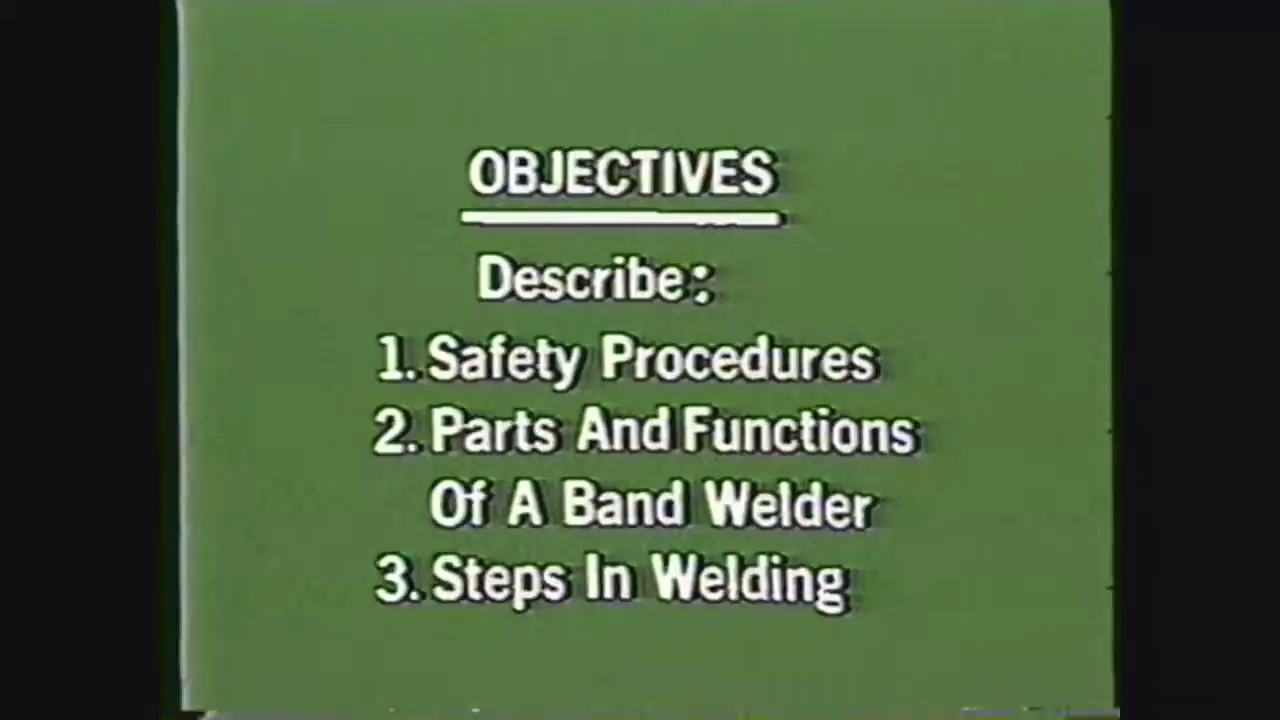 OBJECTIVES
Describe:
1. Safety Procedures
2. Parts And Functions
Of A Band Welder
3. Steps In Welding